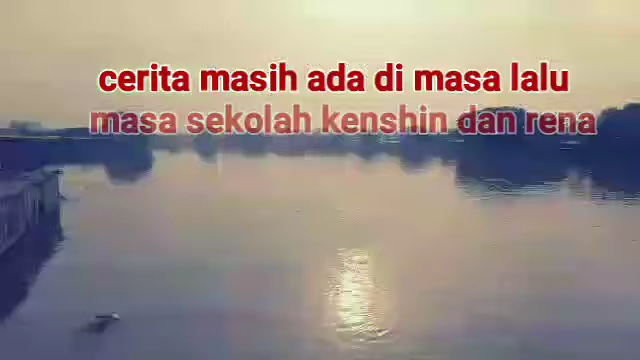 cerita masih ada di masa lalu
masa sekolah kenshin dan rena